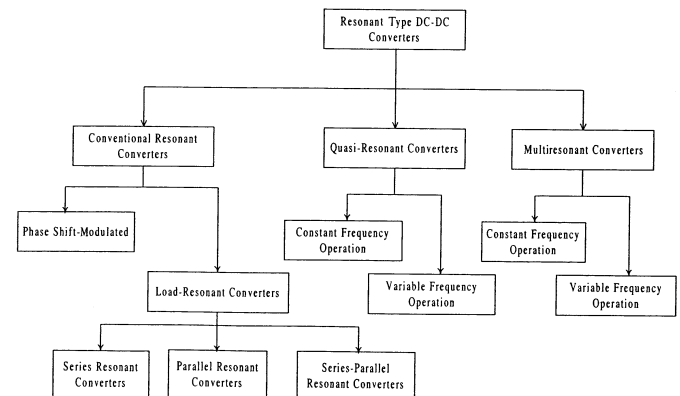 Resonant Type DC-DC
Converters
Conventional Resonant
Converters
Quasi-Resonant Converters
Multiresonant Converters
Phase Shift-Modulated
Constant Frequency
Operation
Constant Frequency
Operation
Load-Resonant Converters
Variable Frequency
Operation
Variable Frequency
Operation
Series Resonant
Converters
Parallel Resonant
Converters
Series-Parallel
Resonant Converters